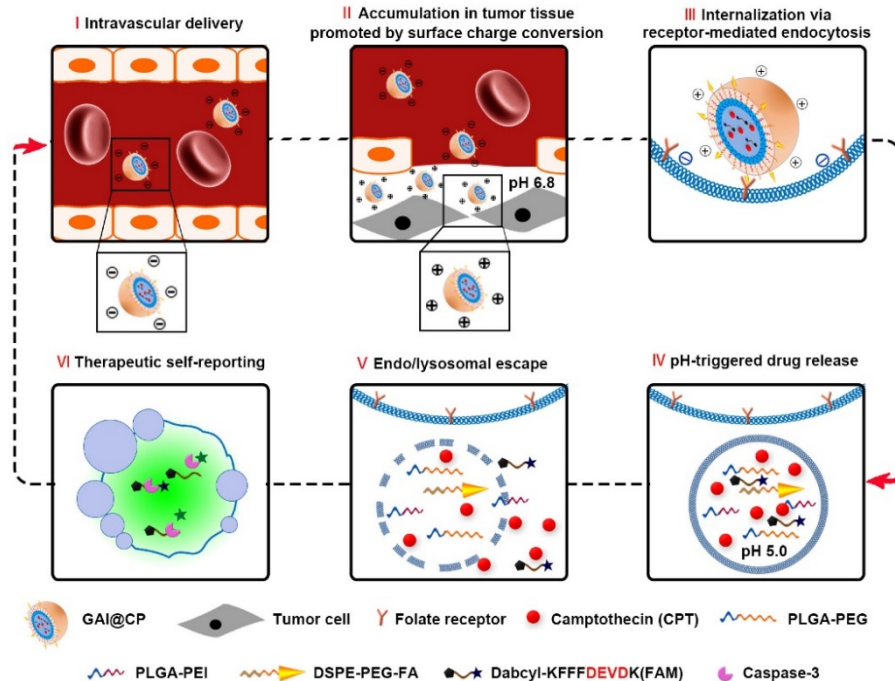 I Intravascular delivery
II Accumulation in tumor tissue
promoted by surface charge conversion
III Internalization via
receptor-mediated endocytosis
pH 6.8
VI Therapeutic self-reporting
V Endo/lysosomal escape
IV pH-triggered drug release
pH 5.0
GAI@CP
Tumor cell
Folate receptor
Camptothecin (CPT)
PLGA-PEG
PLGA-PEI
DSPE-PEG-FA
Dabcyl-KFFFDEVDK(FAM)
Caspase-3